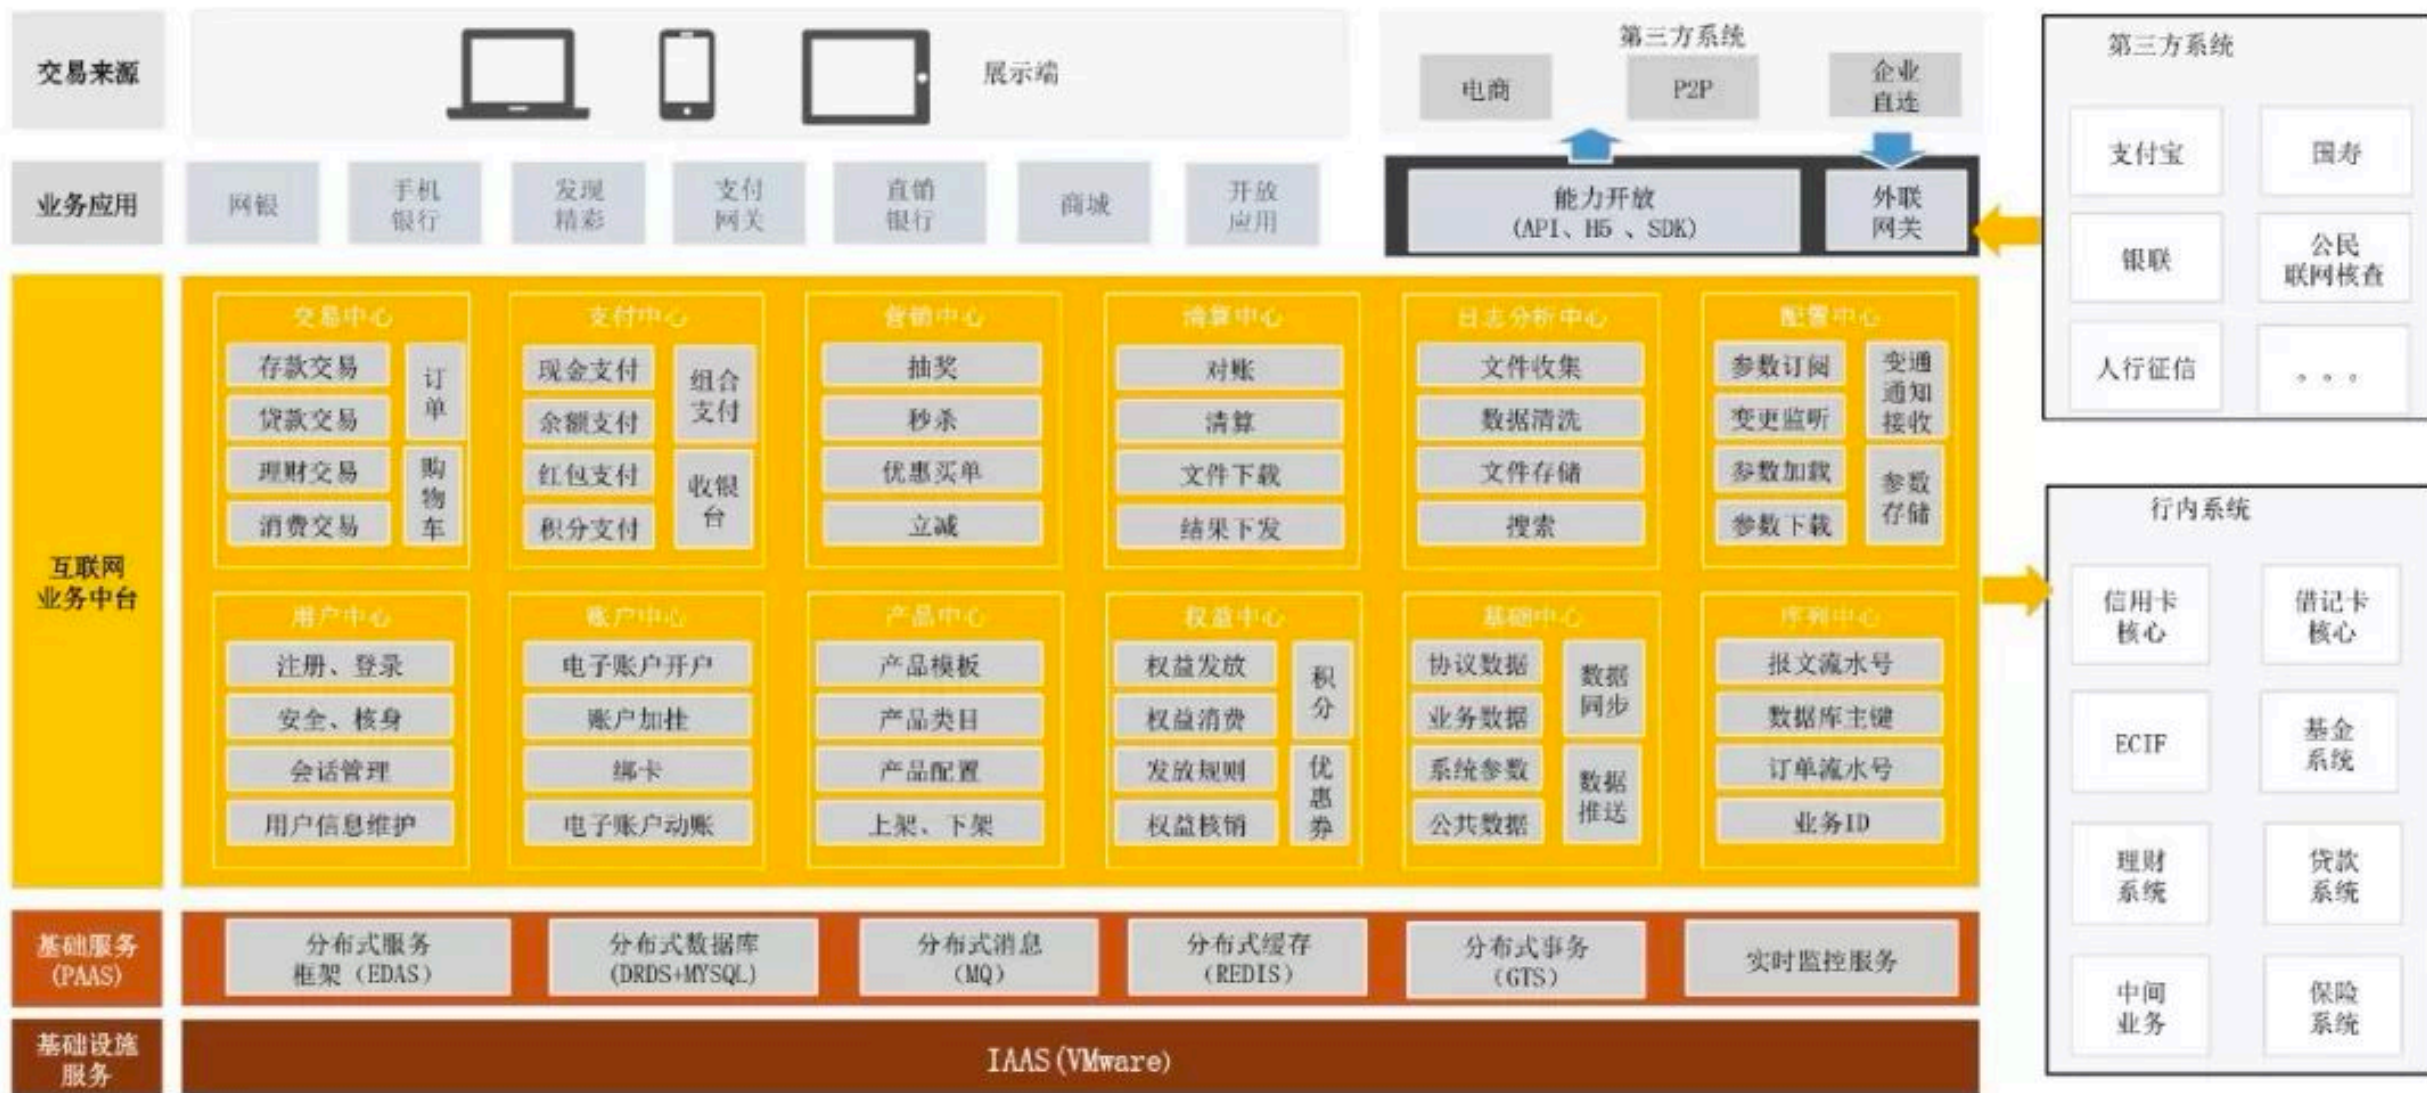 交易来源
展示端
第三方系统
电商
P2P
企业
直连
业务应用
网银
手机
银行
发现
精彩
支付
网关
直销
银行
商城
开放
应用
能力开放
(API、H5 、SDK)
外联
网关
互联网
业务中台
交易中心
存款交易
贷款交易
理财交易
消费交易
订
单
购
物
车
支付中心
现金支付
余额支付
红包支付
积分支付
组合
支付
收银
台
营销中心
抽奖
秒杀
优惠买单
立减
清算中心
对账
清算
文件下载
结果下发
日志分析中心
文件收集
数据清洗
文件存储
搜索
配置中心
参数订阅
变更监听
参数加载
参数下载
变通
通知
接收
参数
存储
用户中心
注册、登录
安全、核身
会话管理
用户信息维护
账户中心
电子账户开户
账户加挂
绑卡
电子账户动账
产品中心
产品模板
产品类目
产品配置
上架、下架
权益中心
权益发放
权益消费
发放规则
权益核销
积
分
优
惠
券
基础中心
协议数据
业务数据
系统参数
公共数据
数据
同步
数据
推送
序列中心
报文流水号
数据库主键
订单流水号
业务ID
基础服务
(PAAS)
分布式服务
框架（EDAS）
分布式数据库
(DRDS+MYSQL)
分布式消息
(MQ)
分布式缓存
(REDIS)
分布式事务
（GTS）
实时监控服务
基础设施
服务
IAAS(VMware)
第三方系统
支付宝
国寿
银联
公民
联网核查
人行征信
。。。
行内系统
信用卡
核心
借记卡
核心
ECIF
基金
系统
理财
系统
贷款
系统
中间
业务
保险
系统